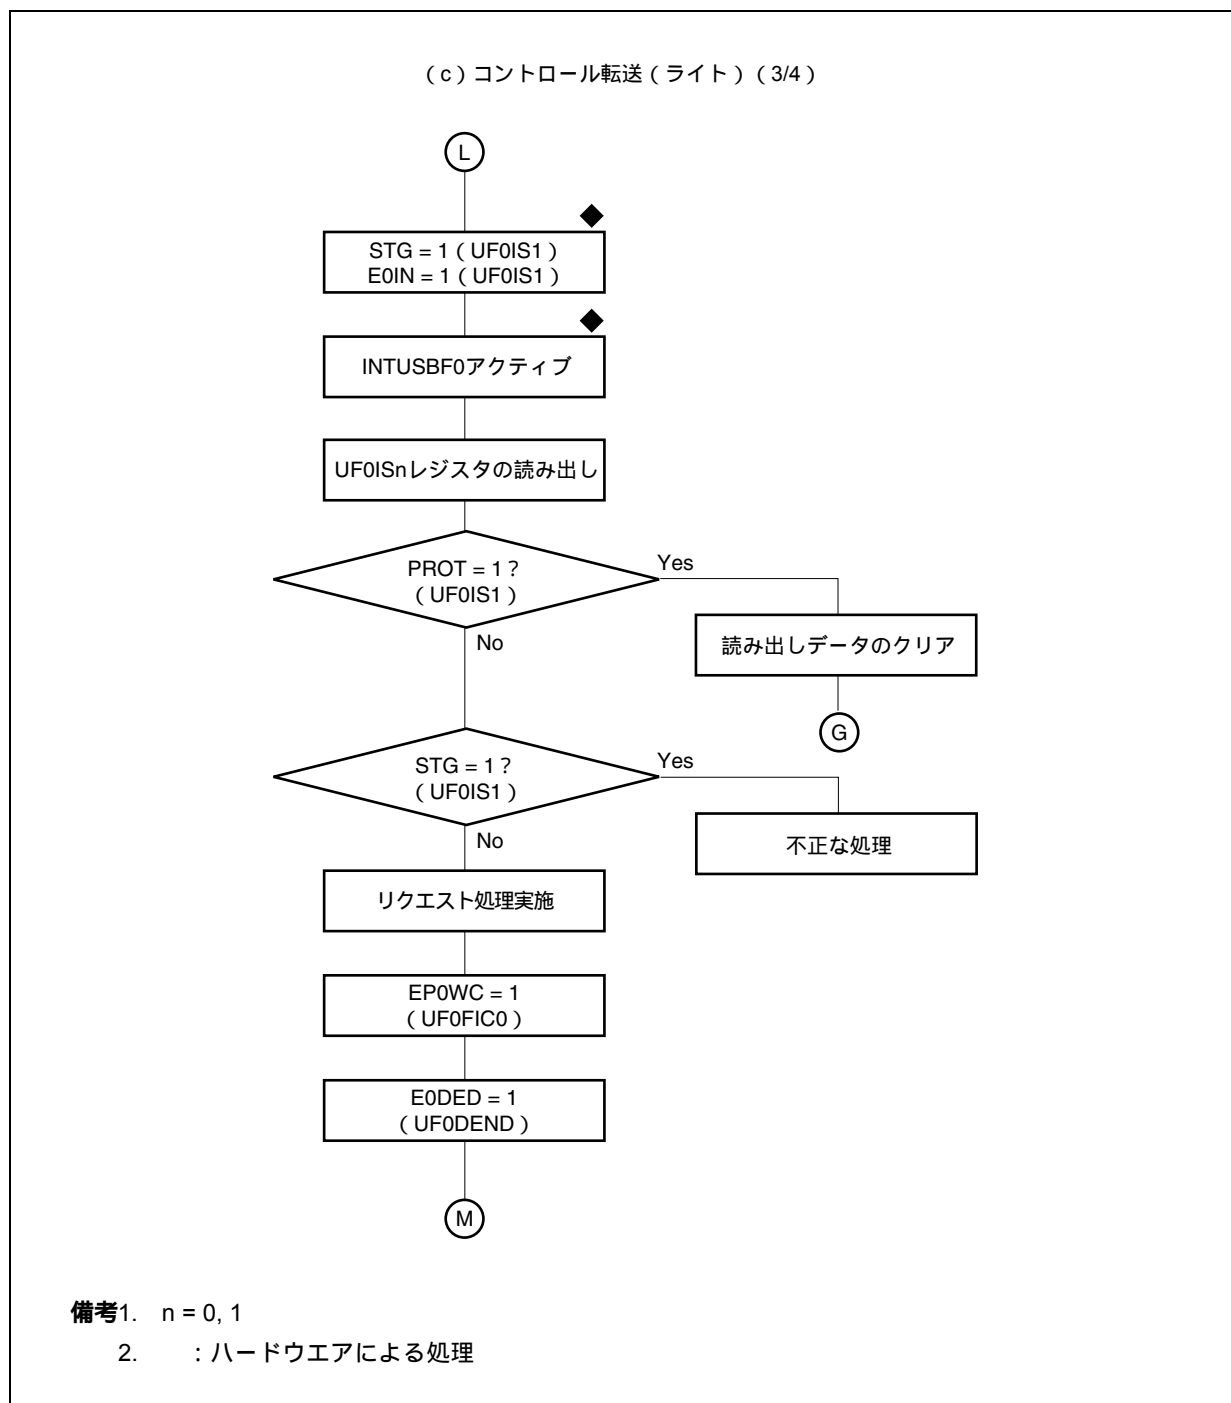 （c）コントロール転送（ライト）（3/4）
L
STG = 1（UF0IS1）
E0IN = 1（UF0IS1）
INTUSBF0アクティブ
UF0ISnレジスタの読み出し
PROT = 1？
（UF0IS1）
Yes
No
読み出しデータのクリア
G
STG = 1？
（UF0IS1）
Yes
No
不正な処理
リクエスト処理実施
EP0WC = 1
（UF0FIC0）
E0DED = 1
（UF0DEND）
M
備考1. n = 0, 1
2. ：ハードウエアによる処理